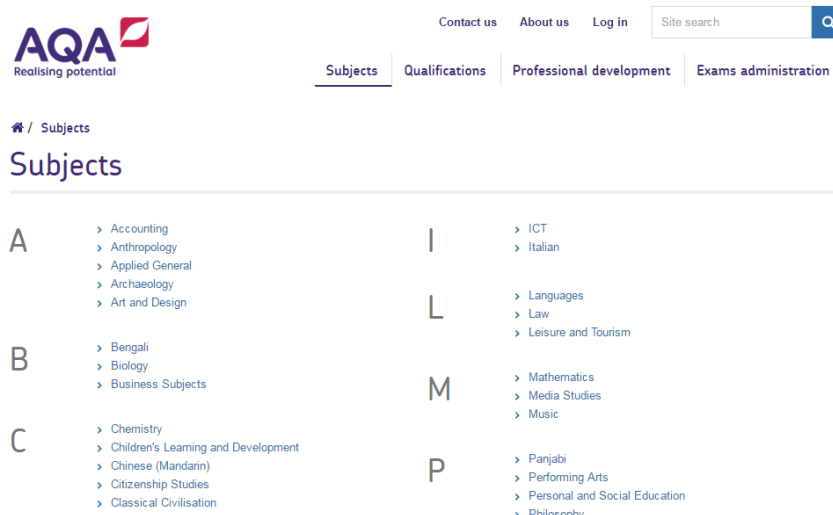 Contact us About us Log in Site search
AQA
Realising potential
Subjects Qualifications Professional development Exams administration
/ Subjects
Subjects
A
Accounting
Anthropology
Applied General
Archaeology
Art and Design
B
Bengali
Biology
Business Subjects
C
Chemistry
Children's Learning and Development
Chinese (Mandarin)
Citizenship Studies
Classical Civilisation
I
ICT
Italian
L
Languages
Law
Leisure and Tourism
M
Mathematics
Media Studies
Music
P
Panjabi
Performing Arts
Personal and Social Education
Philosophy